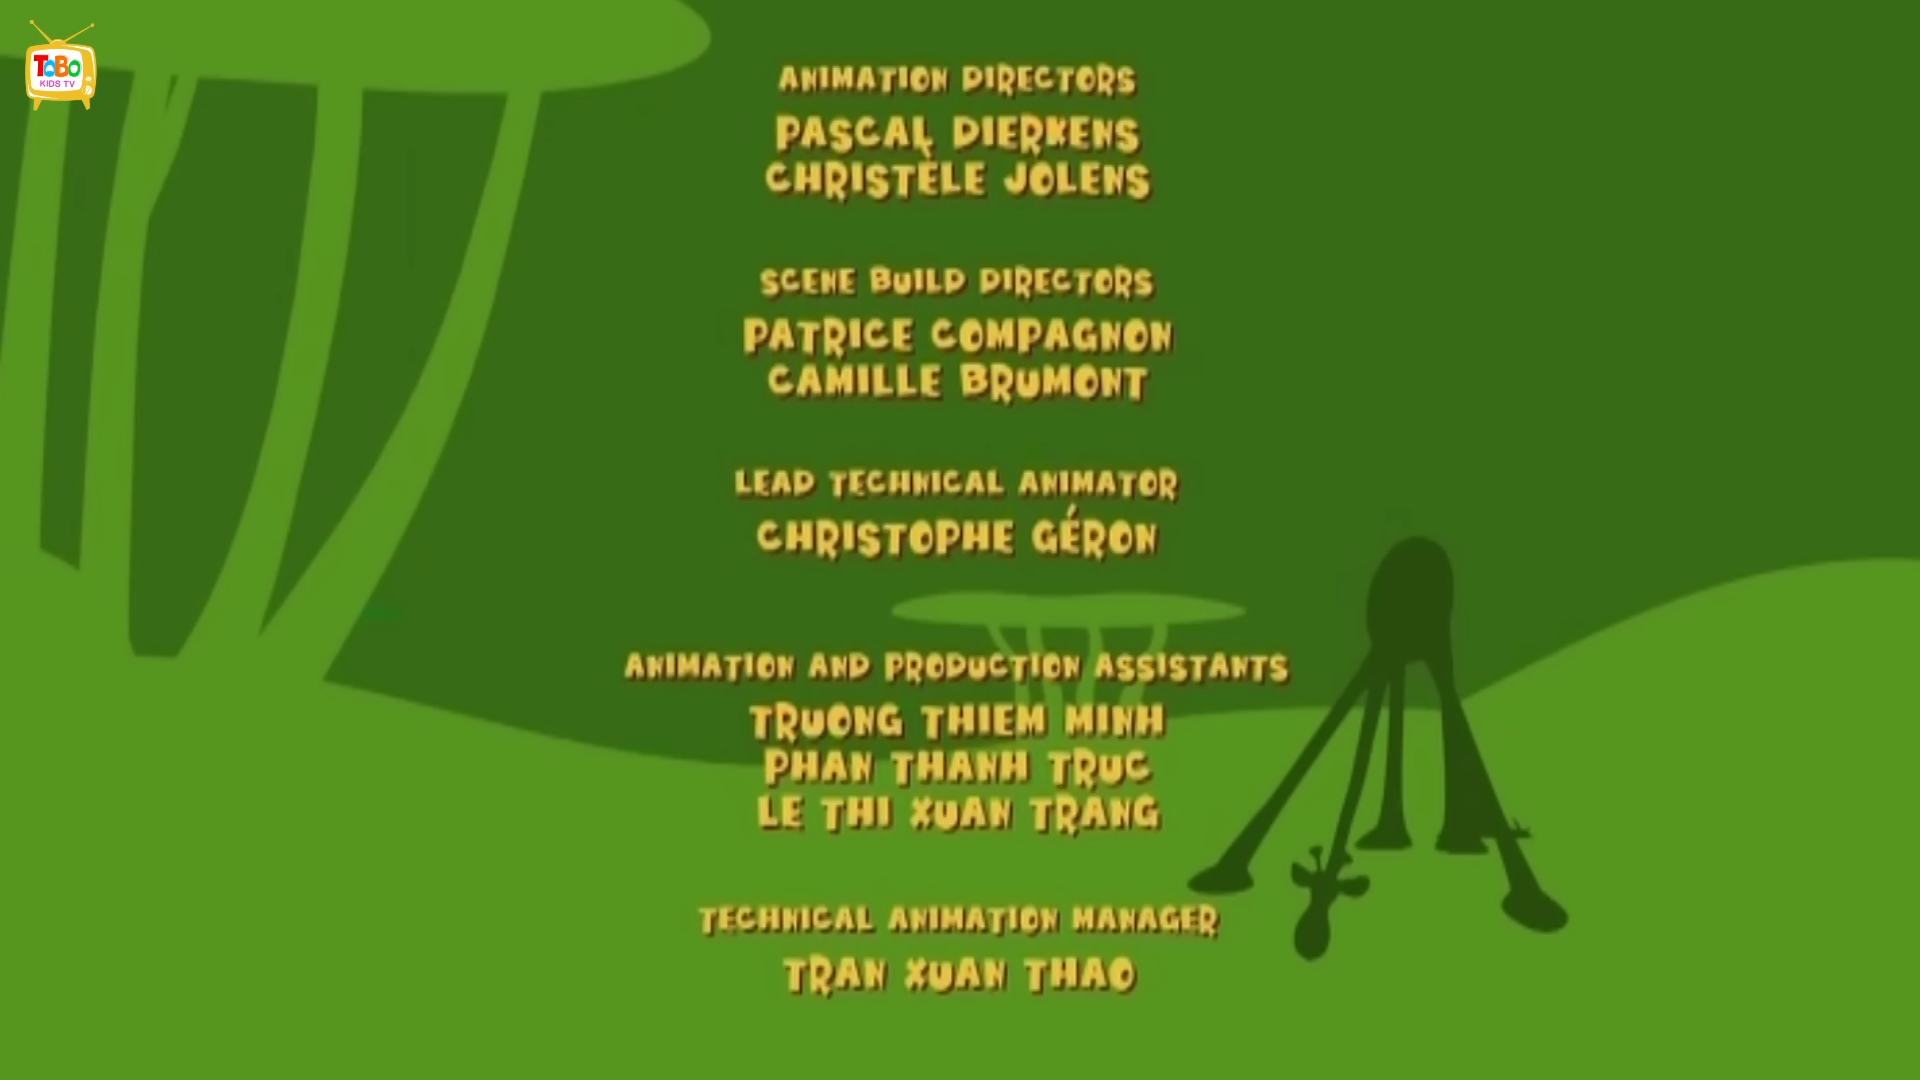 ToBo
KIDS TV
ANIMATION DIRECTORS
PASCAL DIERKENS
CHRISTÈLE JOLENS
SCENE BUILD DIRECTORS
PATRICE COMPAGNON
CAMILLE BRUMONT
LEAD TECHNICAL ANIMATOR
CHRISTOPHE GÉRON
ANIMATION AND PRODUCTION ASSISTANTS
TRUONG THIEM MINH
PHAN THANH TRUC
LE THI XUAN TRANG
TECHNICAL ANIMATION MANAGER
TRAN XUAN THAO